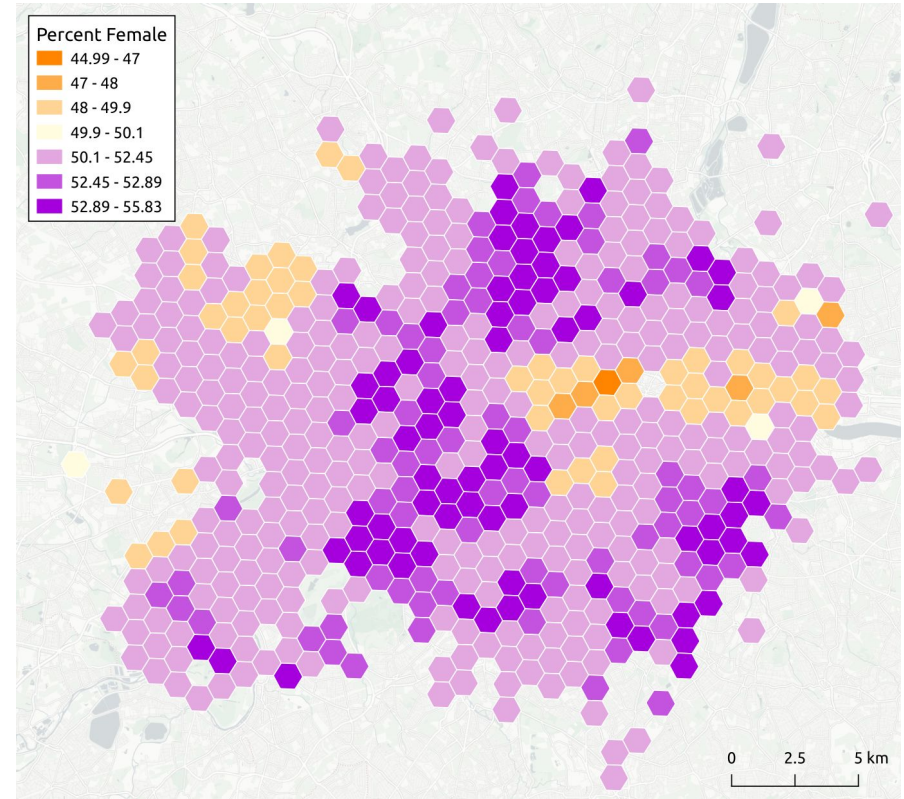 Percent Female
44.99 - 47
47 - 48
48 - 49.9
49.9 - 50.1
50.1 - 52.45
52.45 - 52.89
52.89 - 55.83
0 2.5 5 km